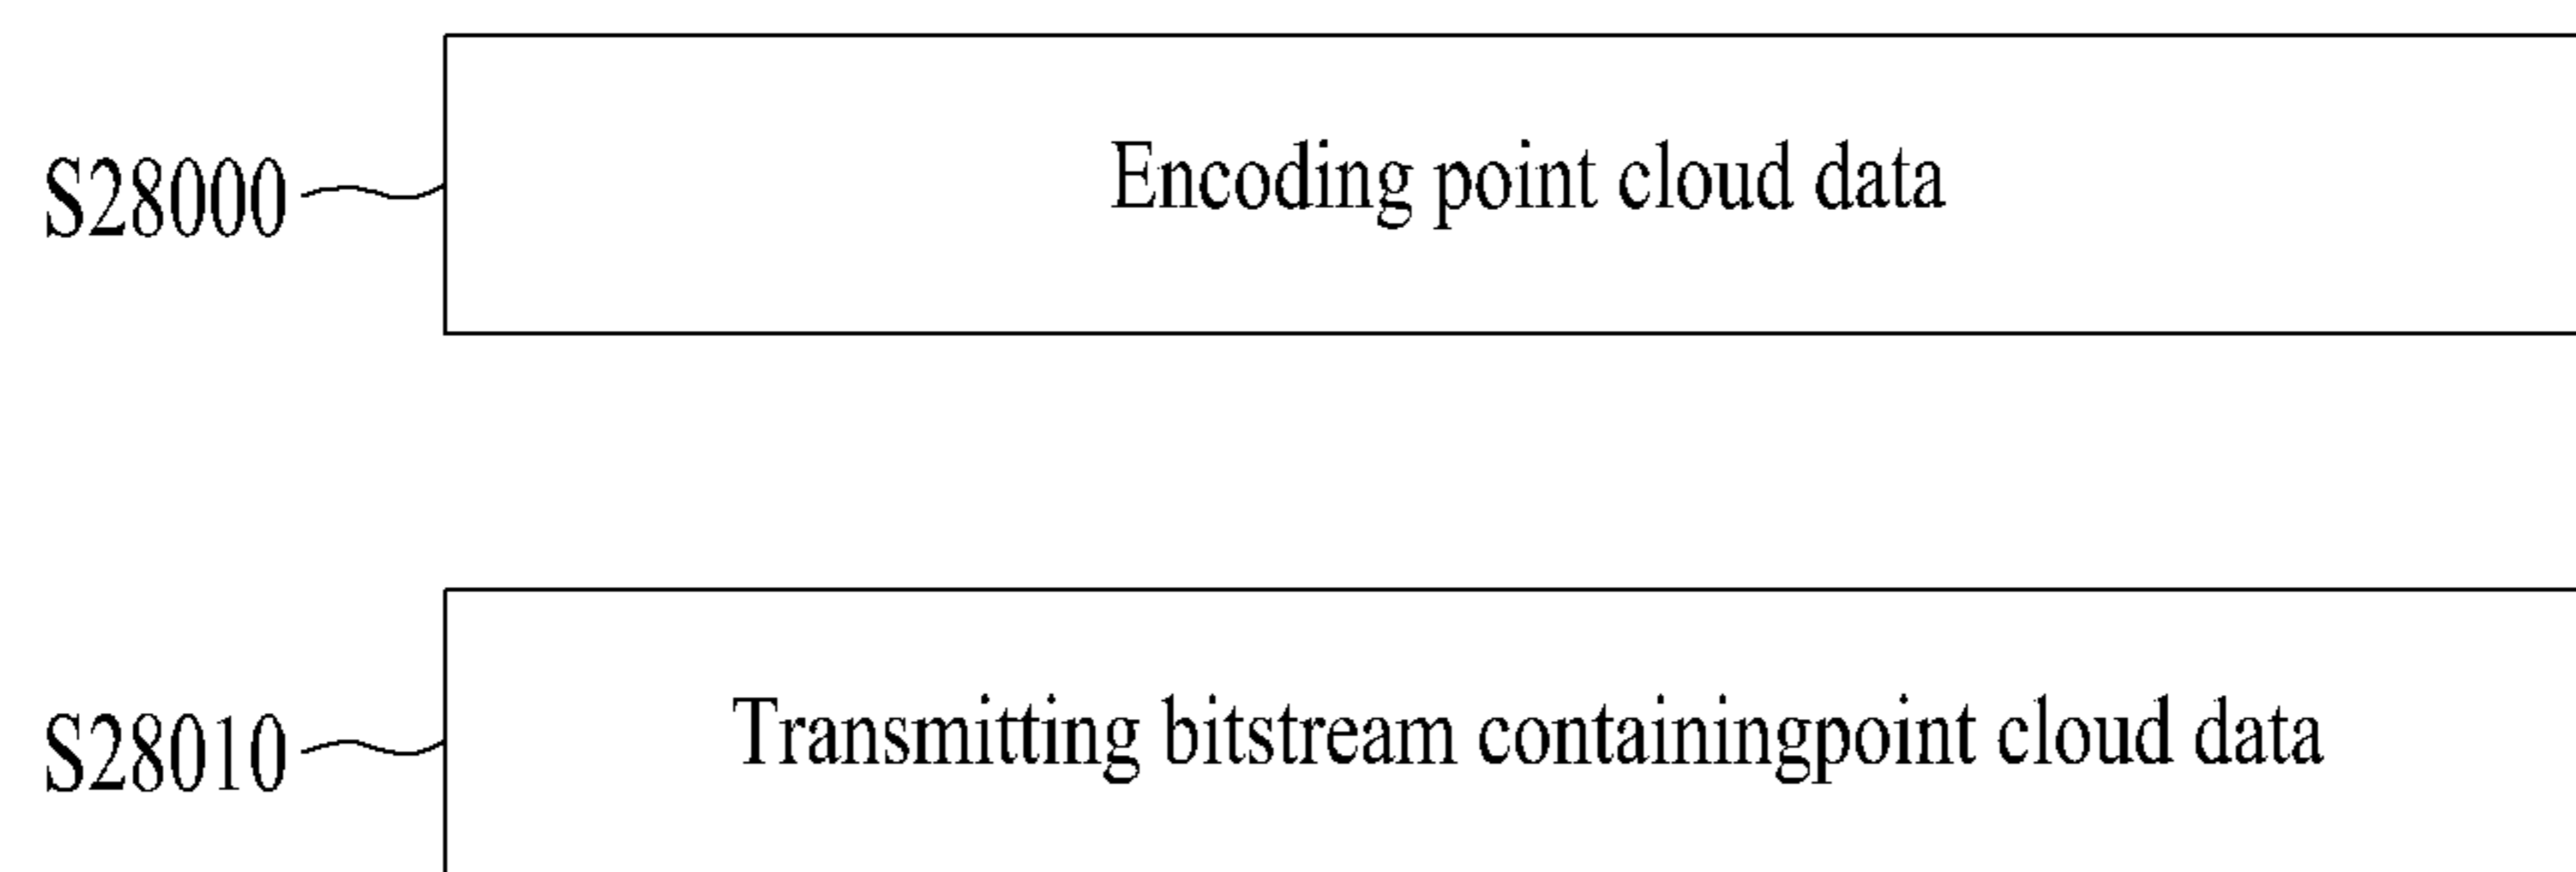 S28000 Encoding point cloud data
S28010 Transmitting bitstream containingpoint cloud data